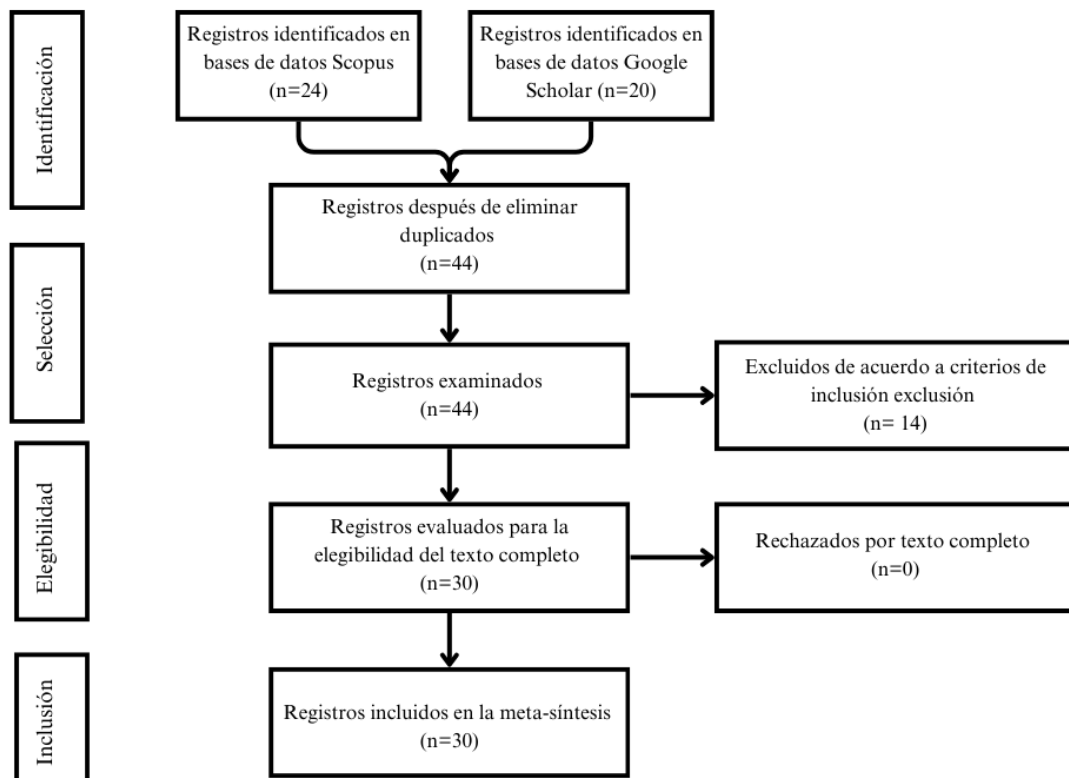 Identificación
Registros identificados en
bases de datos Scopus
(n=24)
Registros identificados en
bases de datos Google
Scholar (n=20)
Registros después de eliminar
duplicados
(n=44)
Selección
Registros examinados
(n=44)
Excluidos de acuerdo a criterios de
inclusión exclusión
(n= 14)
Elegibilidad
Registros evaluados para la
elegibilidad del texto completo
(n=30)
Rechazados por texto completo
(n=0)
Inclusión
Registros incluidos en la meta-síntesis
(n=30)